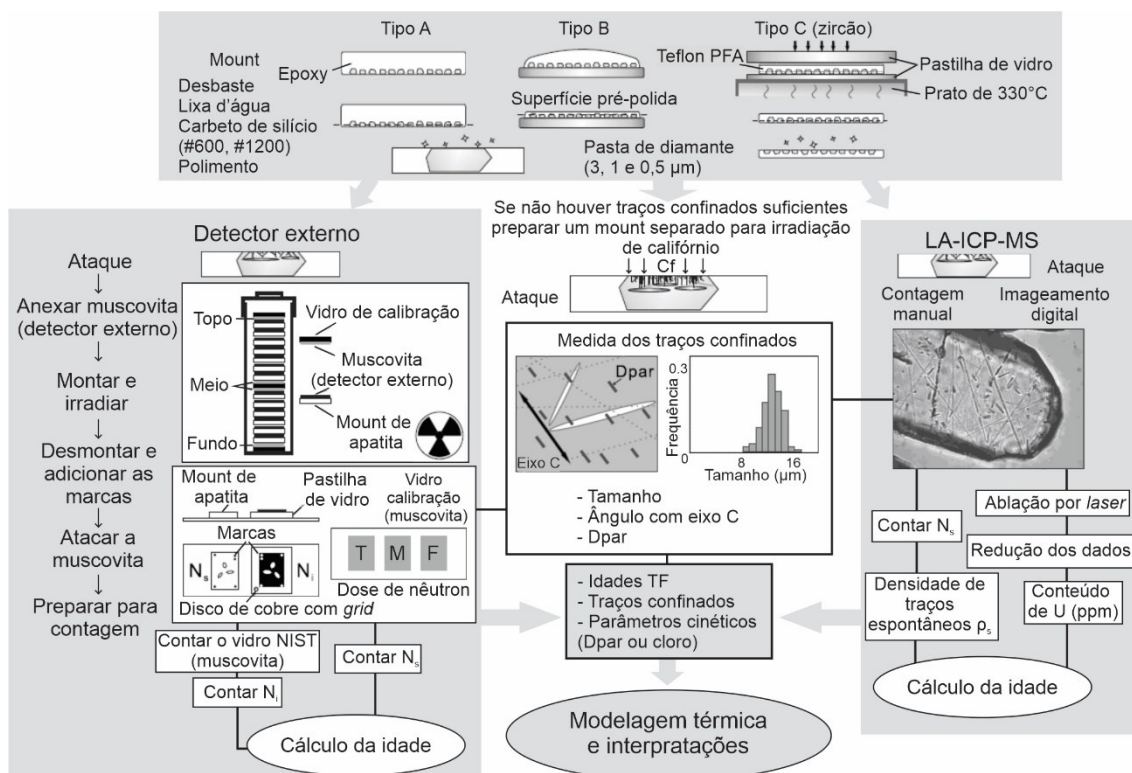 Tipo A
Tipo B
Tipo C (zircão)
Mount
Epoxy
Teflon PFA
Pastilha de vidro
Prato de 330°C
Desbaste
Lixa d'água
Carbeto de silício
(#600, #1200)
Polimento
Superfície pré-polida
Pasta de diamante
(3, 1 e 0,5 µm)
Detector externo
Ataque
Anexar muscovita
(detector externo)
Montar e
irradiar
Desmontar e
adicionar as
marcas
Atacar a
muscovita
Preparar para
contagem
Topo
Meio
Fundo
Vidro de calibração
Muscovita
(detector externo)
Mount de
apatita
Mount de
apatita
Pastilha
de vidro
Marcas
N_s
N_i
Disco de cobre com grid
Vidro
calibração
(muscovita)
T M F
Dose de nêutron
Contar o vidro NIST
(muscovita)
Contar N_s
Contar N_i
Cálculo da idade
Se não houver traços confinados suficientes
preparar um mount separado para irradiação
de califórnio
Cf
Ataque
Medida dos traços confinados
Dpar
Eixo C
Frequência
0.3
0
8
16
Tamanho (µm)
- Tamanho
- Ângulo com eixo C
- Dpar
- Idades TF
- Traços confinados
- Parâmetros cinéticos
(Dpar ou cloro)
Modelagem térmica
e interpratações
LA-ICP-MS
Ataque
Contagem
manual
Imageamento
digital
Contar N_s
Densidade de
traços
espontâneos ρ_s
Ablação por laser
Redução dos dados
Conteúdo
de U (ppm)
Cálculo da idade